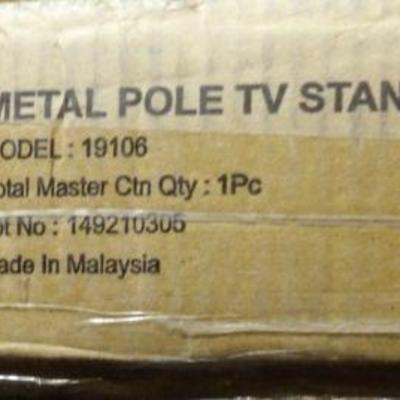 METAL POLE TV STAN
ODEL : 19106
otal Master Ctn Qty : 1Pc
ot No : 149210305
ade In Malaysia